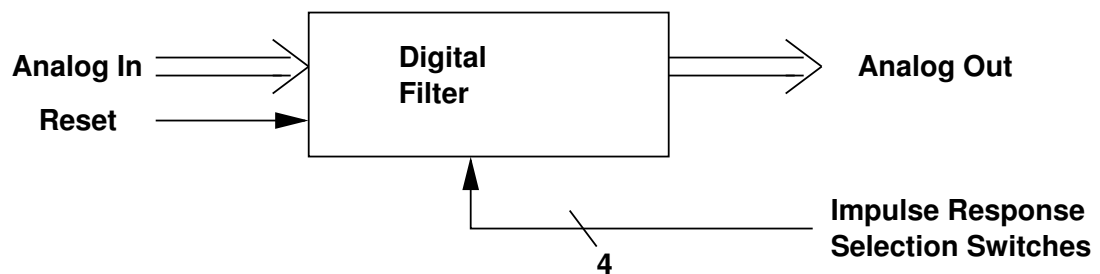 Analog In
Digital
Filter
Analog Out
Reset
Impulse Response
Selection Switches
4